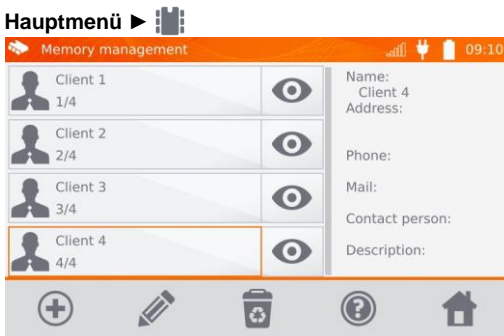 Hauptmenü ►
Memory management 09:10
Client 1
1/4
Client 2
2/4
Client 3
3/4
Client 4
4/4
Name:
Client 4
Address:
Phone:
Mail:
Contact person:
Description: